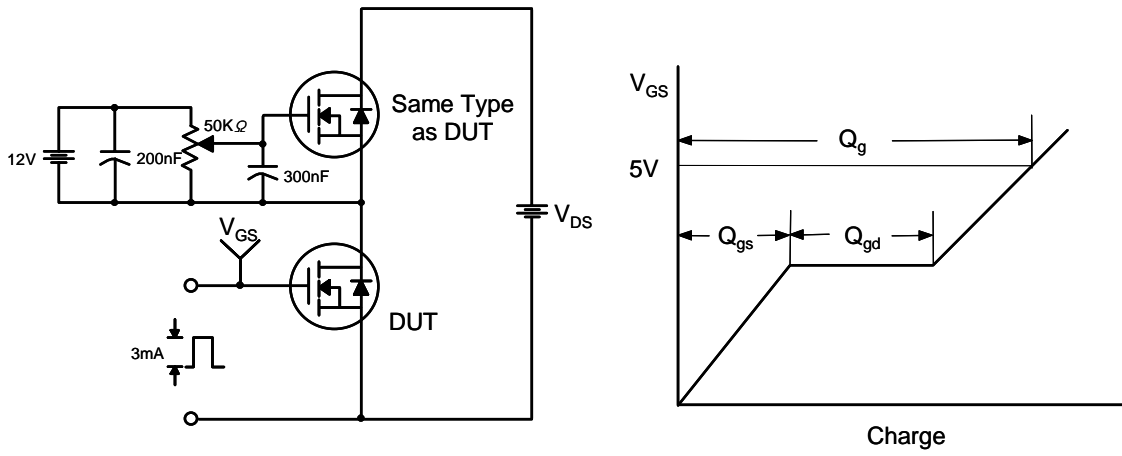 50KΩ
12V
200nF
300nF
Same Type
as DUT
V_GS
V_DS
DUT
3mA
V_GS
Q_g
5V
Q_gs
Q_gd
Charge